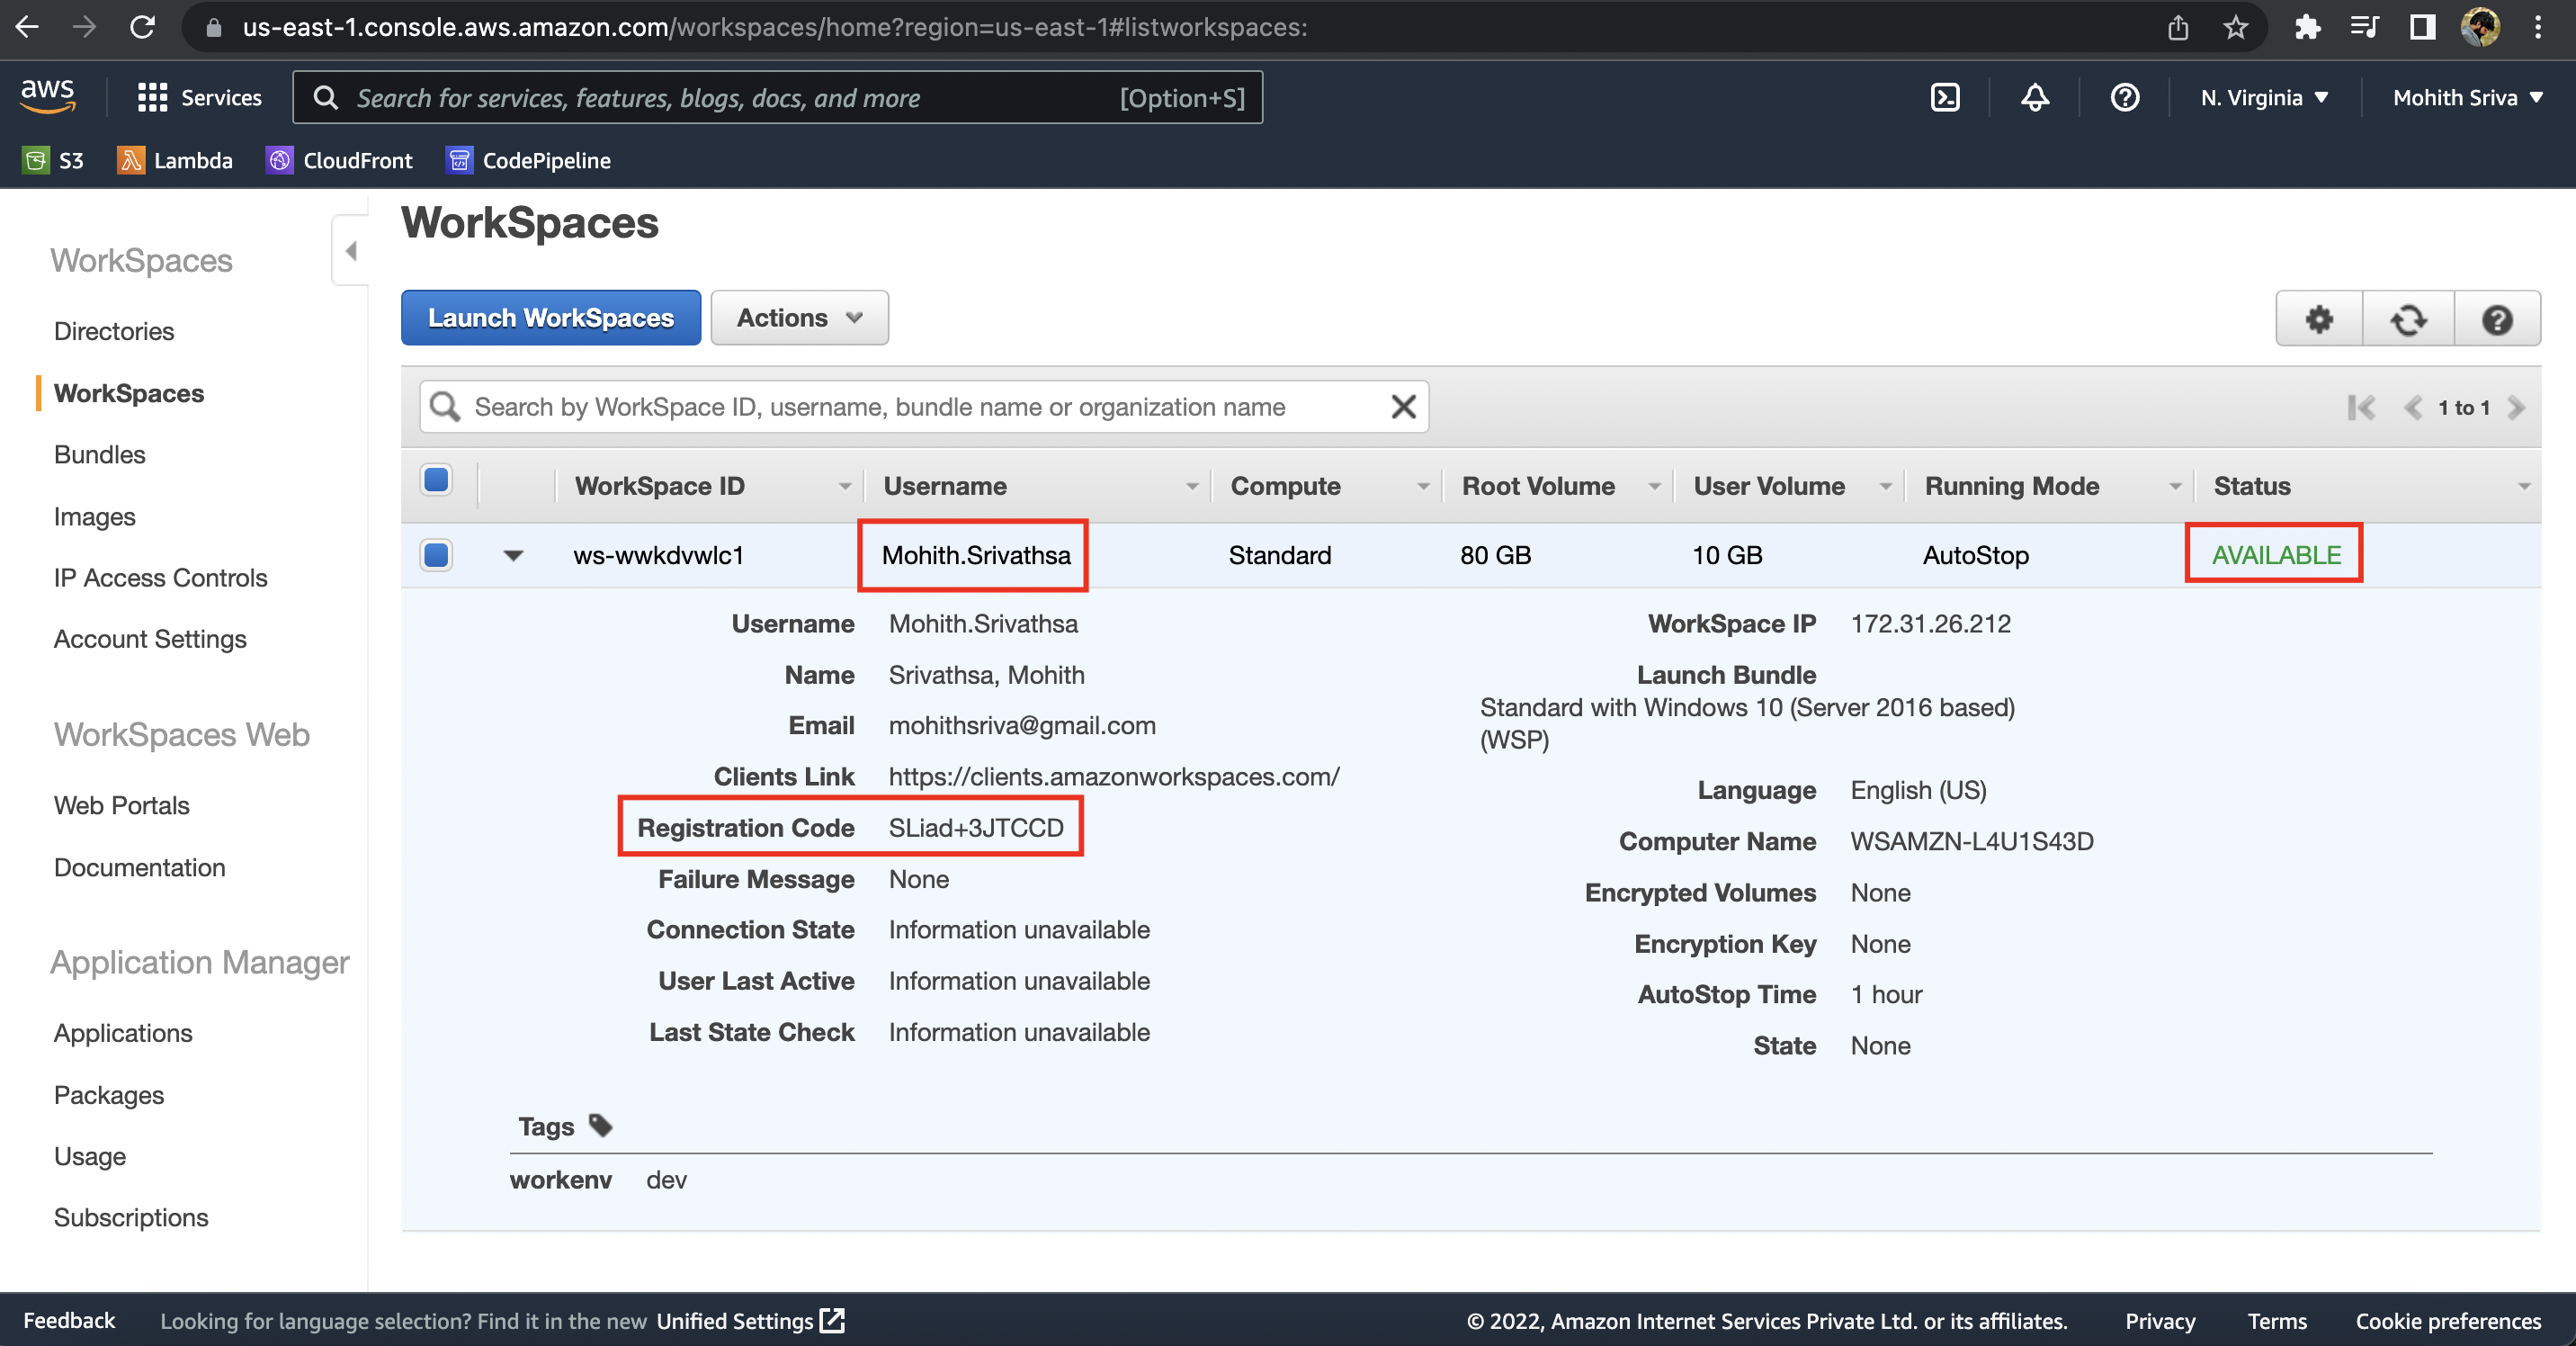 us-east-1.console.aws.amazon.com/workspaces/home?region=us-east-1#listworkspaces:
aws Services Search for services, features, blogs, docs, and more [Option+S] N. Virginia Mohith Sriva
S3 Lambda CloudFront CodePipeline
WorkSpaces
Directories
WorkSpaces
Bundles
Images
IP Access Controls
Account Settings
WorkSpaces Web
Web Portals
Documentation
Application Manager
Applications
Packages
Usage
Subscriptions
WorkSpaces
Launch WorkSpaces Actions
Search by WorkSpace ID, username, bundle name or organization name 1 to 1
WorkSpace ID Username Compute Root Volume User Volume Running Mode Status
ws-wwkdvwlc1 Mohith.Srivathsa Standard 80 GB 10 GB AutoStop AVAILABLE
Username Mohith.Srivathsa
Name Srivathsa, Mohith
Email mohithsriva@gmail.com
Clients Link https://clients.amazonworkspaces.com/
Registration Code SLiad+3JTCCD
Failure Message None
Connection State Information unavailable
User Last Active Information unavailable
Last State Check Information unavailable
WorkSpace IP 172.31.26.212
Launch Bundle
Standard with Windows 10 (Server 2016 based)
(WSP)
Language English (US)
Computer Name WSAMZN-L4U1S43D
Encrypted Volumes None
Encryption Key None
AutoStop Time 1 hour
State None
Tags
workenv dev
Feedback Looking for language selection? Find it in the new Unified Settings © 2022, Amazon Internet Services Private Ltd. or its affiliates. Privacy Terms Cookie preferences